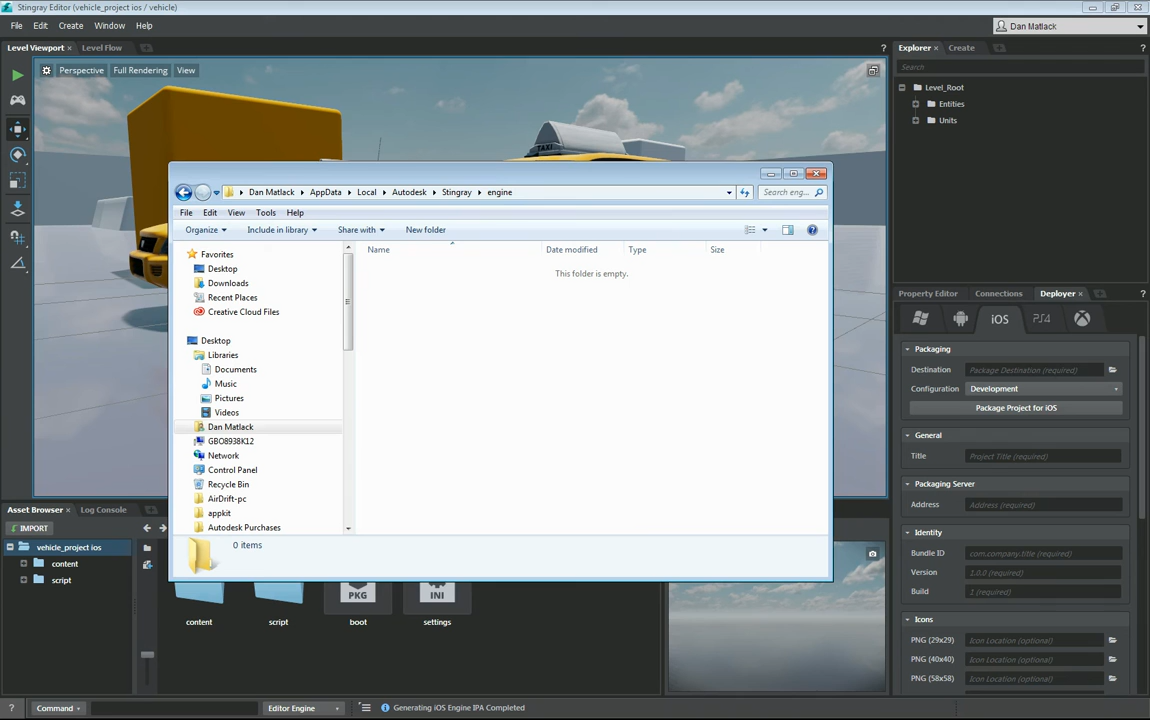 Stingray Editor (vehicle_project ios / vehicle)
File Edit Create Window Help
Dan Matlack
Level Viewport × Level Flow
?
Explorer × Create
?
Perspective Full Rendering View
Search
Level_Root
Entities
Units
TAXI
Dan Matlack AppData Local Autodesk Stingray engine
Search eng...
File Edit View Tools Help
Organize Include in library Share with New folder
Favorites
Desktop
Downloads
Recent Places
Creative Cloud Files
Desktop
Libraries
Documents
Music
Pictures
Videos
Dan Matlack
GBO8938K12
Network
Control Panel
Recycle Bin
AirDrift-pc
appkit
Autodesk Purchases
Name Date modified Type Size
This folder is empty.
0 items
Property Editor Connections Deployer ×
?
iOS PS4
Packaging
Destination Package Destination (required)
Configuration Development
Package Project for iOS
General
Title Project Title (required)
Packaging Server
Address Address (required)
Identity
Bundle ID com.company.title (required)
Version 1.0.0 (required)
Build 1 (required)
Icons
PNG (29x29) Icon Location (optional)
PNG (40x40) Icon Location (optional)
PNG (58x58) Icon Location (optional)
Asset Browser × Log Console
IMPORT
vehicle_project ios
content
script
PKG INI
content script boot settings
? Command Editor Engine Generating iOS Engine IPA Completed